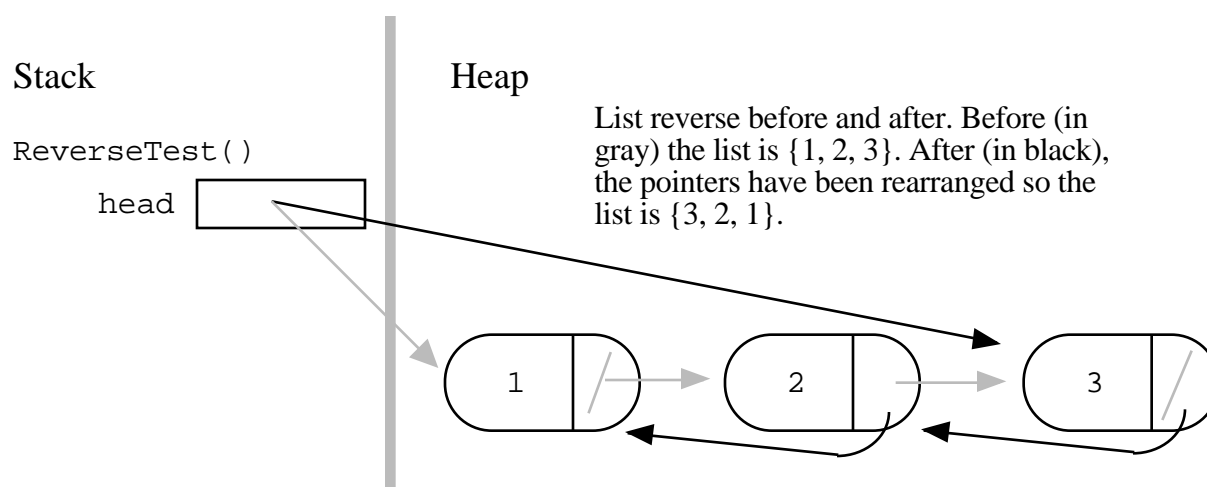 Stack
Heap
List reverse before and after. Before (in
gray) the list is {1, 2, 3}. After (in black),
the pointers have been rearranged so the
list is {3, 2, 1}.
ReverseTest()
head
1
2
3